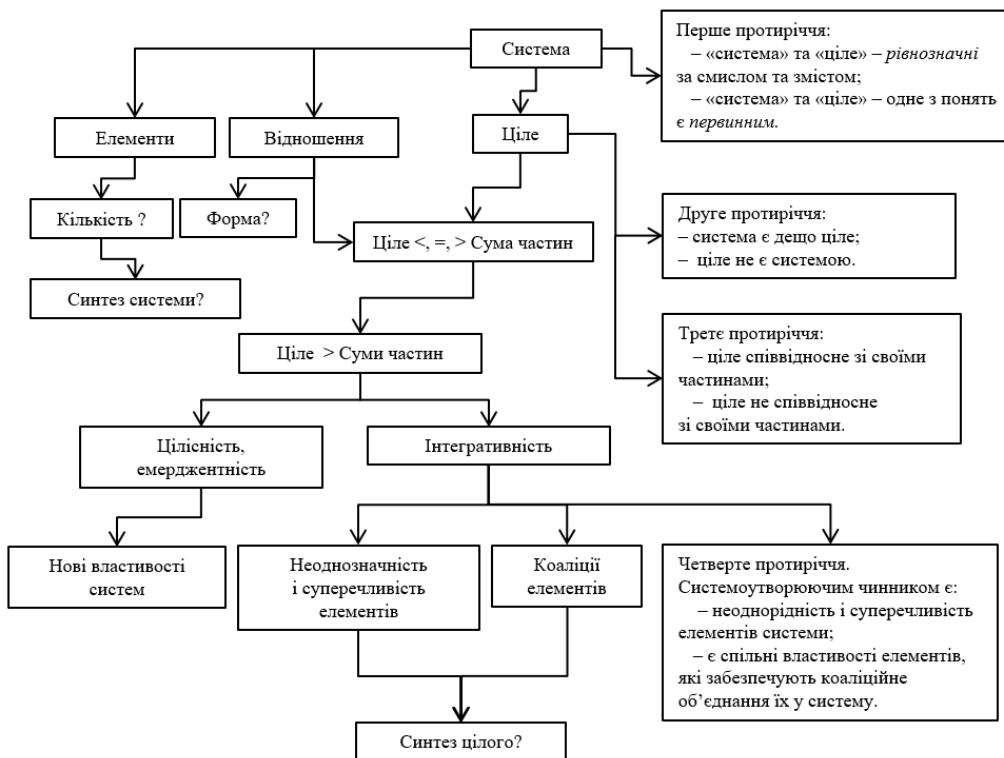 Система
Перше протиріччя:
– «система» та «ціле» – рівнозначні
за смислом та змістом;
– «система» та «ціле» – одне з понять
є первинним.
Елементи
Відношення
Ціле
Кількість ?
Форма?
Ціле <, =, > Сума частин
Друге протиріччя:
– система є дещо ціле;
– ціле не є системою.
Синтез системи?
Ціле > Суми частин
Третє протиріччя:
– ціле співвідносне зі своїми
частинами;
– ціле не співвідносне
зі своїми частинами.
Цілісність,
емерджентність
Інтегративність
Нові властивості
систем
Неоднозначність
і суперечливість
елементів
Коаліції
елементів
Четверте протиріччя.
Системоутворюючим чинником є:
– неоднорідність і суперечливість
елементів системи;
– є спільні властивості елементів,
які забезпечують коаліційне
об’єднання їх у систему.
Синтез цілого?